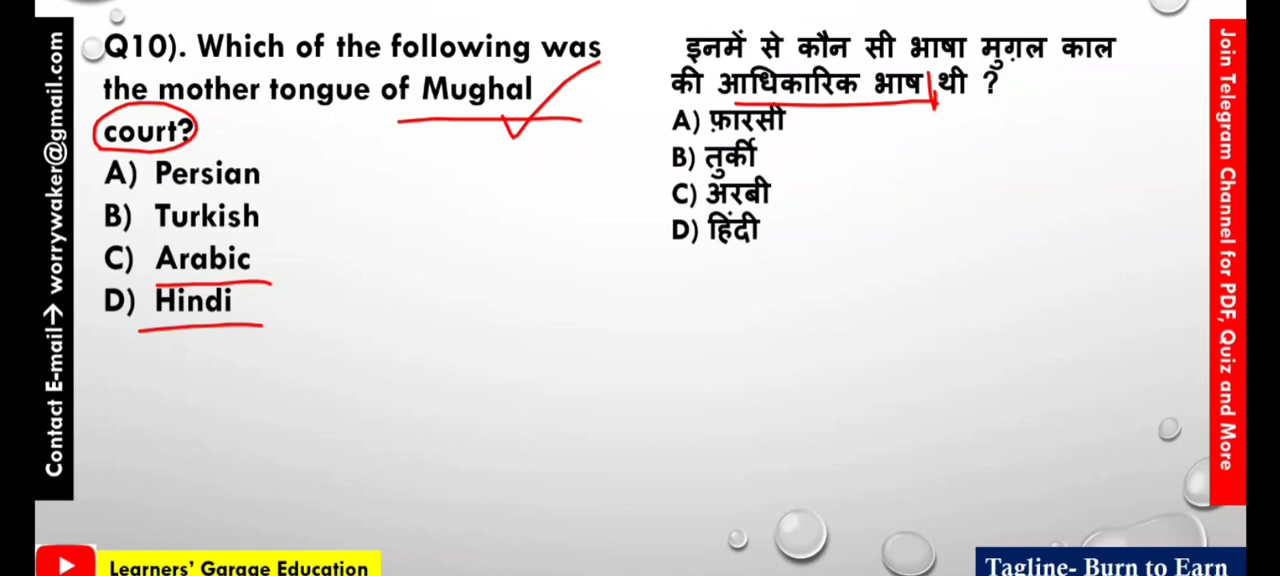 Q10). Which of the following was
the mother tongue of Mughal
court?
A) Persian
B) Turkish
C) Arabic
D) Hindi
इनमें से कौन सी भाषा मुग़ल काल
की आधिकारिक भाषा थी ?
A) फ़ारसी
B) तुर्की
C) अरबी
D) हिंदी
Contact E-mail→ worrywaker@gmail.com
Join Telegram Channel for PDF, Quiz and More
Learners’ Garage Education
Tagline- Burn to Earn